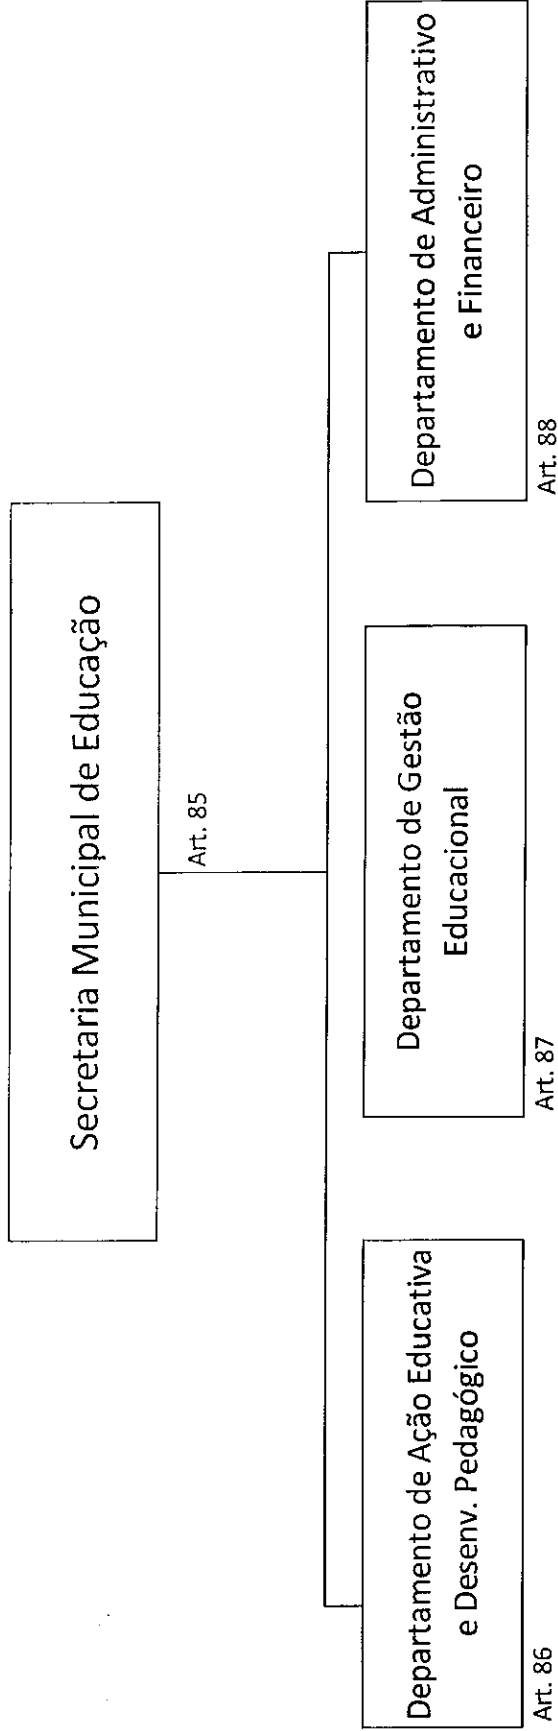 Secretaria Municipal de Educação
Art. 85
Departamento de Ação Educativa
e Desenv. Pedagógico
Art. 86
Departamento de Gestão
Educacional
Art. 87
Departamento de Administrativo
e Financeiro
Art. 88